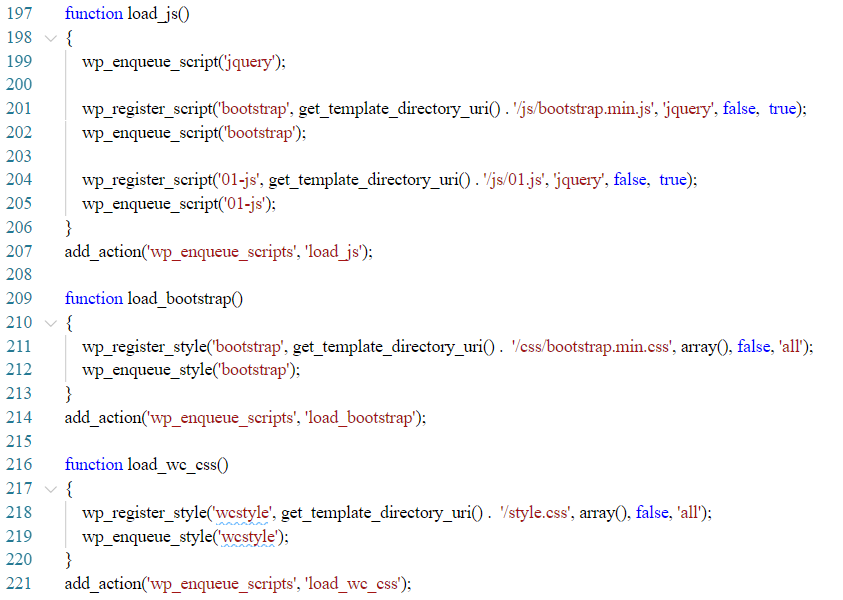 197 function load_js()
198 {
199 wp_enqueue_script('jquery');
200
201 wp_register_script('bootstrap', get_template_directory_uri() . '/js/bootstrap.min.js', 'jquery', false,  true);
202 wp_enqueue_script('bootstrap');
203
204 wp_register_script('01-js', get_template_directory_uri() . '/js/01.js', 'jquery', false,  true);
205 wp_enqueue_script('01-js');
206 }
207 add_action('wp_enqueue_scripts', 'load_js');
208
209 function load_bootstrap()
210 {
211 wp_register_style('bootstrap', get_template_directory_uri() .  '/css/bootstrap.min.css', array(), false, 'all');
212 wp_enqueue_style('bootstrap');
213 }
214 add_action('wp_enqueue_scripts', 'load_bootstrap');
215
216 function load_wc_css()
217 {
218 wp_register_style('wcstyle', get_template_directory_uri() .  '/style.css', array(), false, 'all');
219 wp_enqueue_style('wcstyle');
220 }
221 add_action('wp_enqueue_scripts', 'load_wc_css');